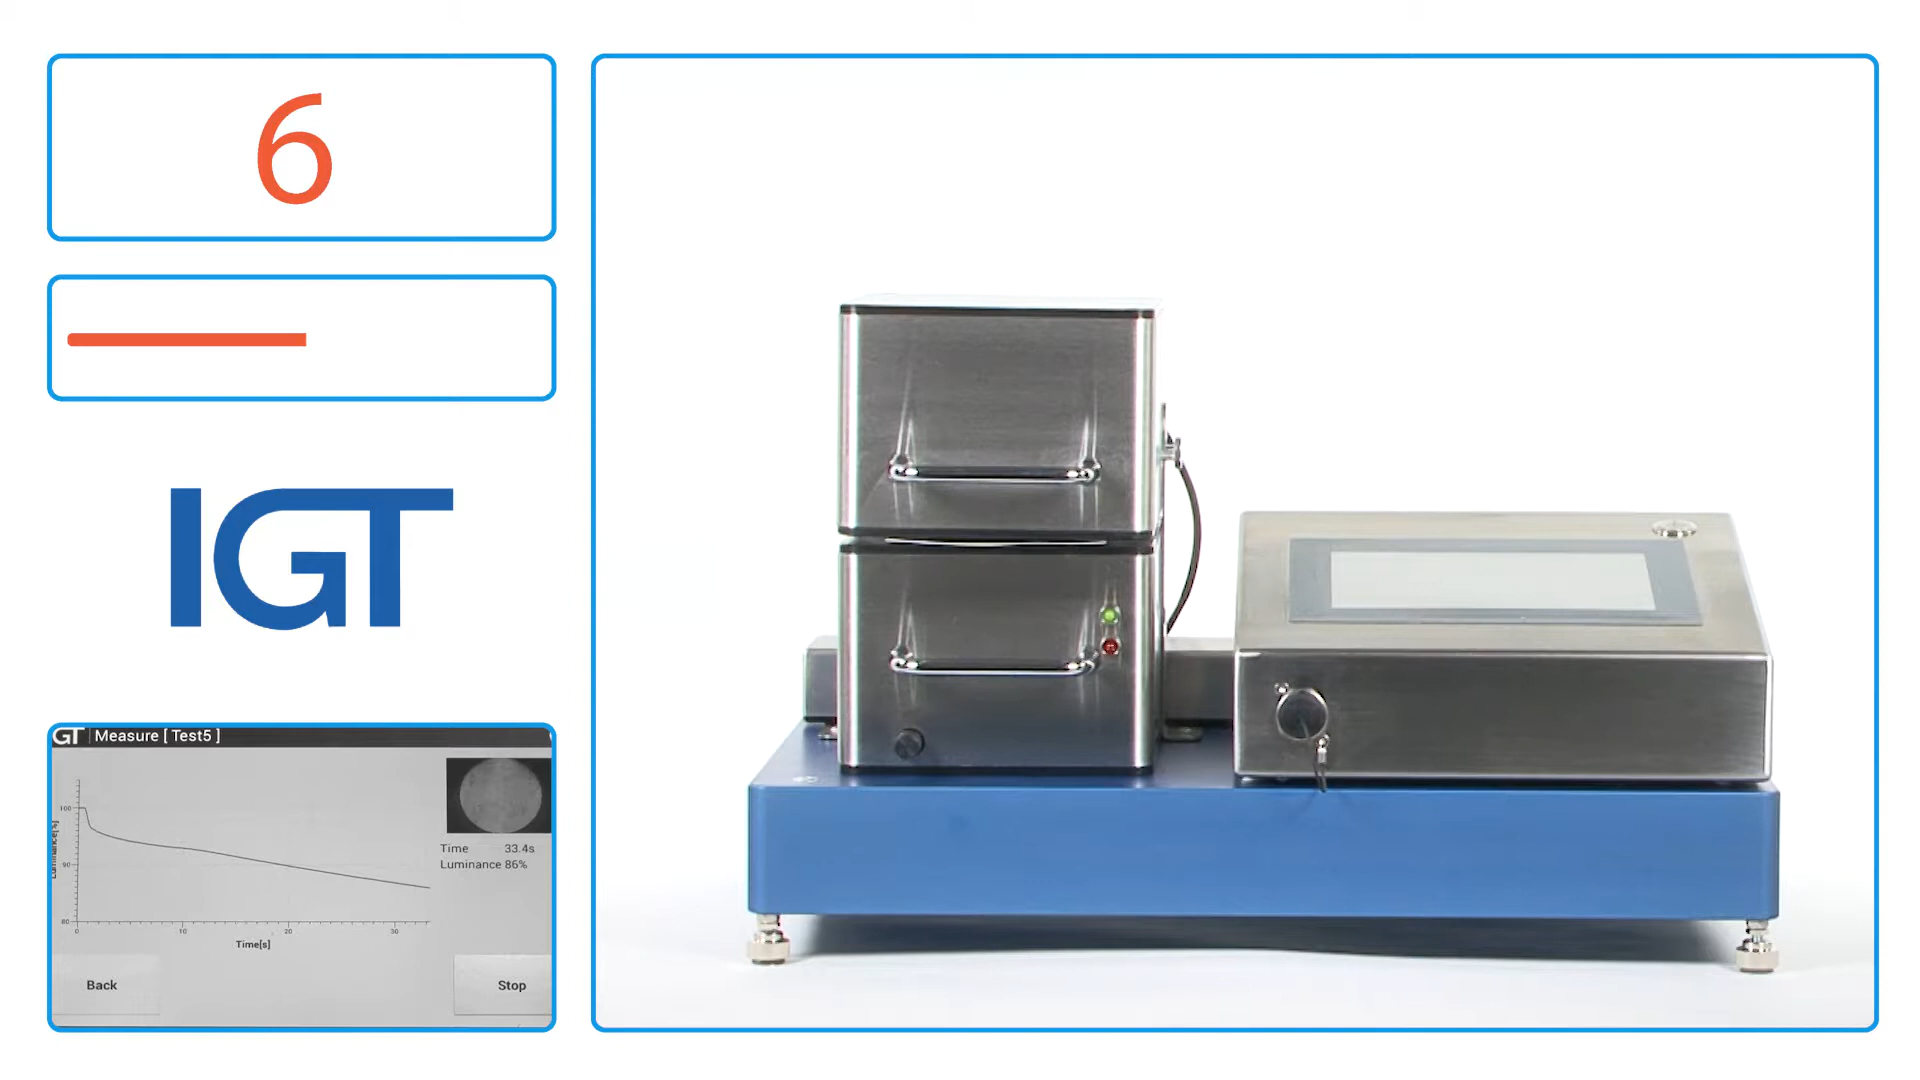 6
IGT
GT | Measure [ Test5 ]
100
90
80
Luminance[%]
0 10 20 30
Time[s]
Time 33.4s
Luminance 86%
Back
Stop